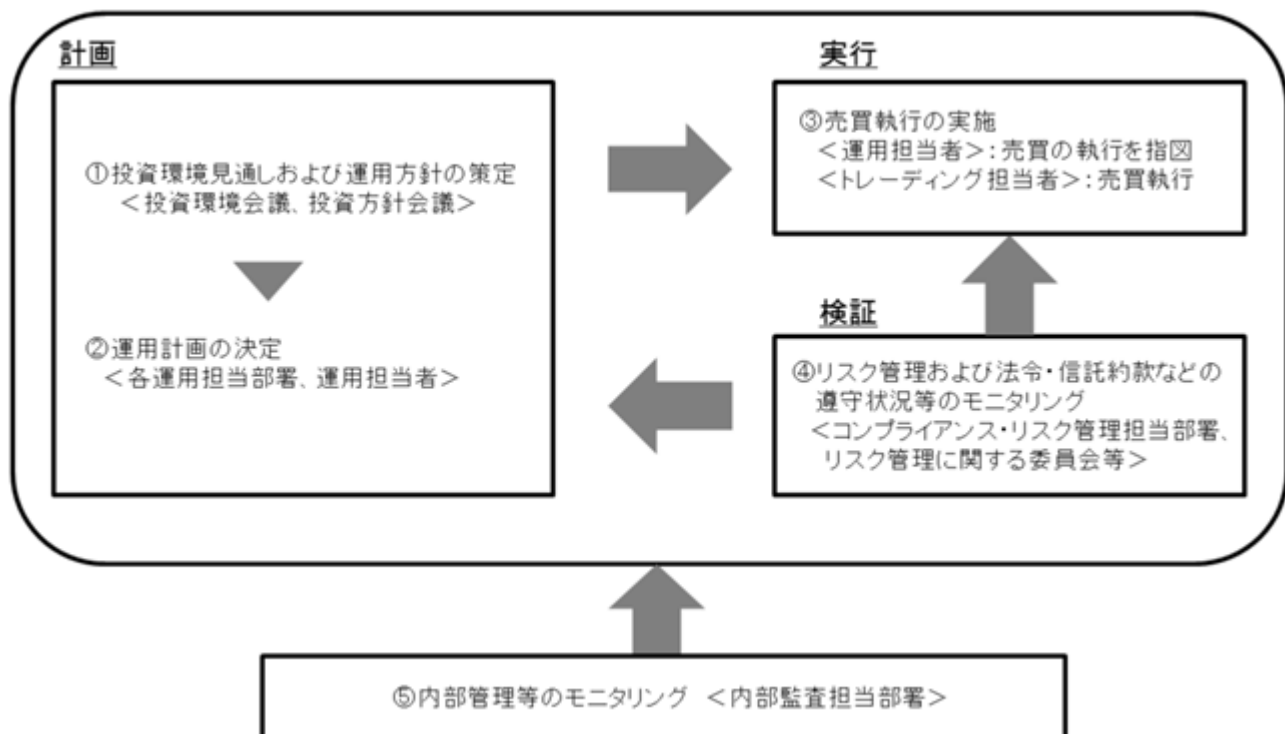 計画
①投資環境見通しおよび運用方針の策定
<投資環境会議、投資方針会議>
②運用計画の決定
<各運用担当部署、運用担当者>
実行
③売買執行の実施
<運用担当者>:売買の執行を指図
<トレーディング担当者>:売買執行
検証
④リスク管理および法令・信託約款などの
遵守状況等のモニタリング
<コンプライアンス・リスク管理担当部署、
リスク管理に関する委員会等>
⑤内部管理等のモニタリング <内部監査担当部署>